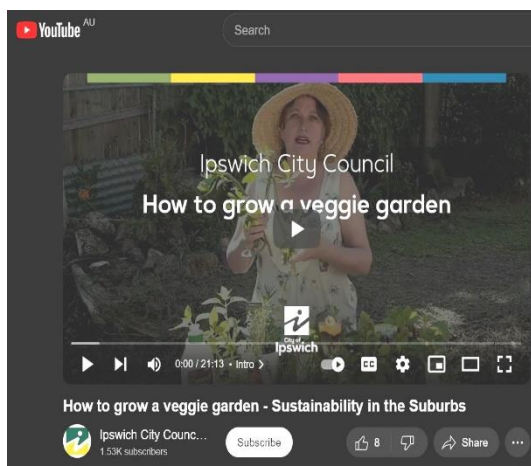 YouTube AU
Search
Ipswich City Council
How to grow a veggie garden
City of
Ipswich
0:00 / 21:13 • Intro >
CC
How to grow a veggie garden - Sustainability in the Suburbs
Ipswich City Counc...
1.53K subscribers
Subscribe
8
Share